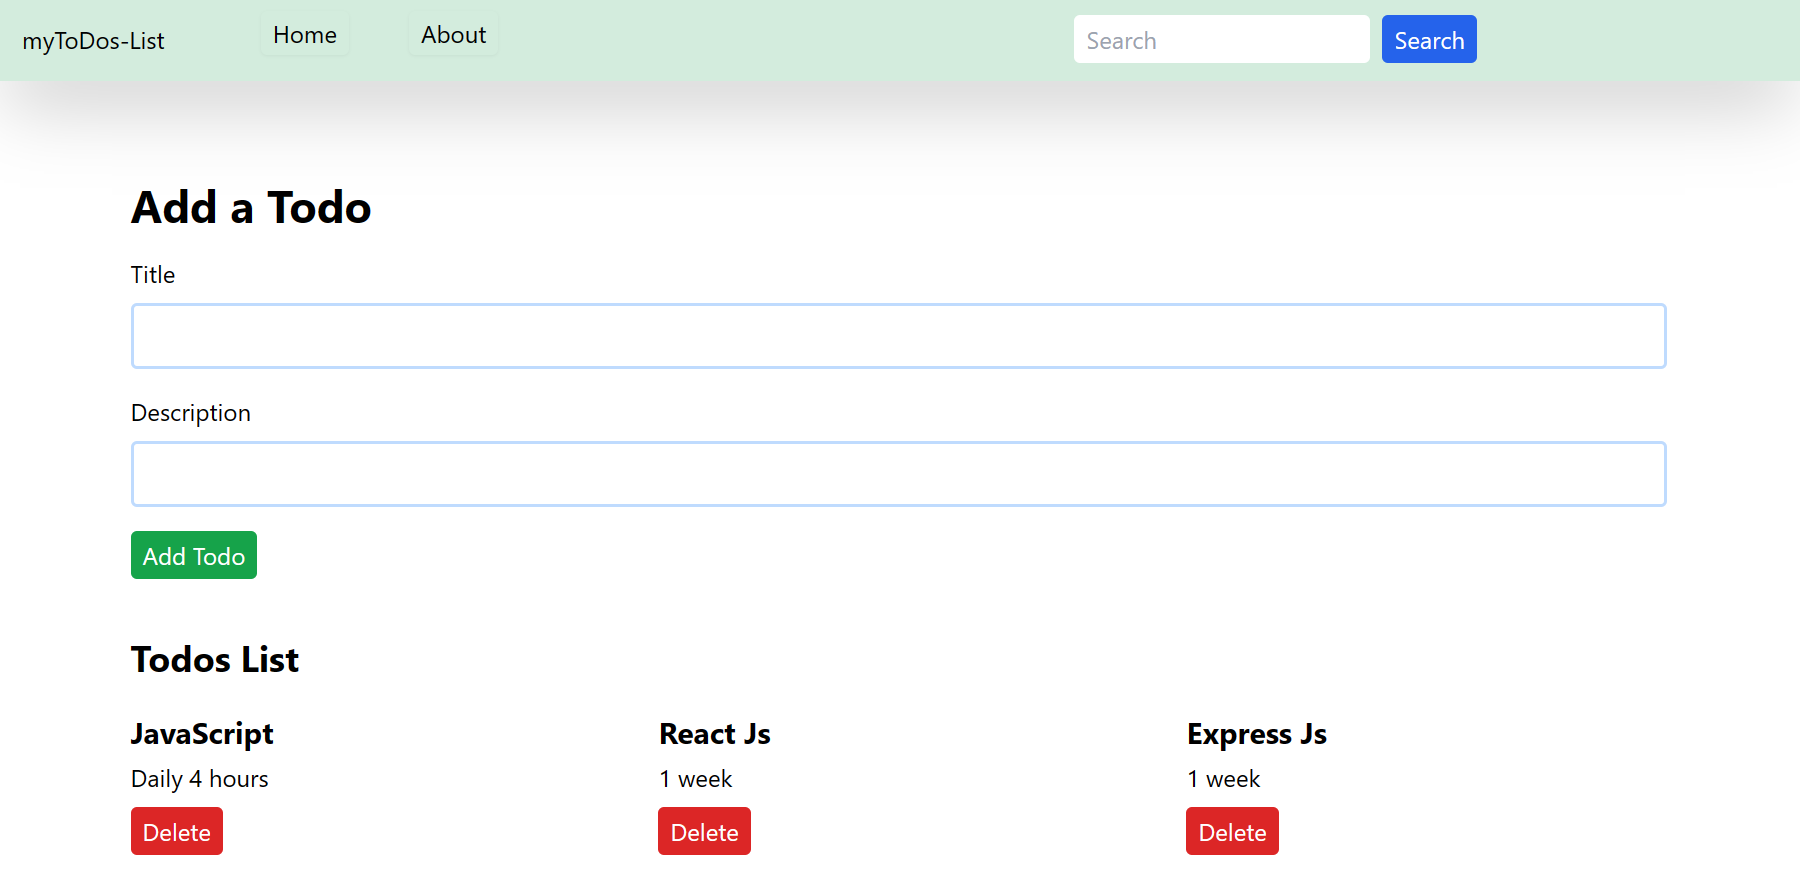 myToDos-List Home About Search Search
Add a Todo
Title
Description
Add Todo
Todos List
JavaScript React Js Express Js
Daily 4 hours 1 week 1 week
Delete Delete Delete